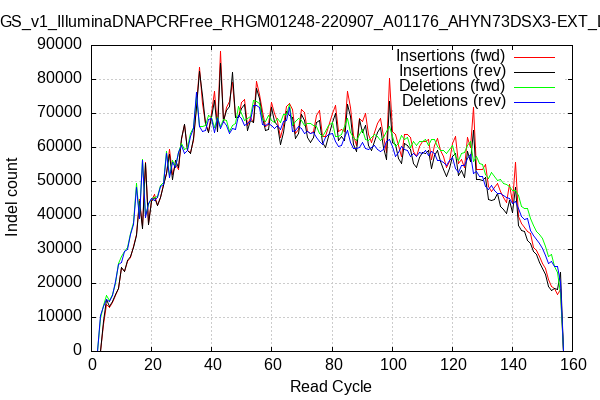 GS_v1_IlluminaDNAPCRFree_RHGM01248-220907_A01176_AHYN73DSX3-EXT_
90000
80000
70000
60000
50000
40000
30000
20000
10000
0
Indel count
Insertions (fwd)
Insertions (rev)
Deletions (fwd)
Deletions (rev)
0 20 40 60 80 100 120 140 160
Read Cycle